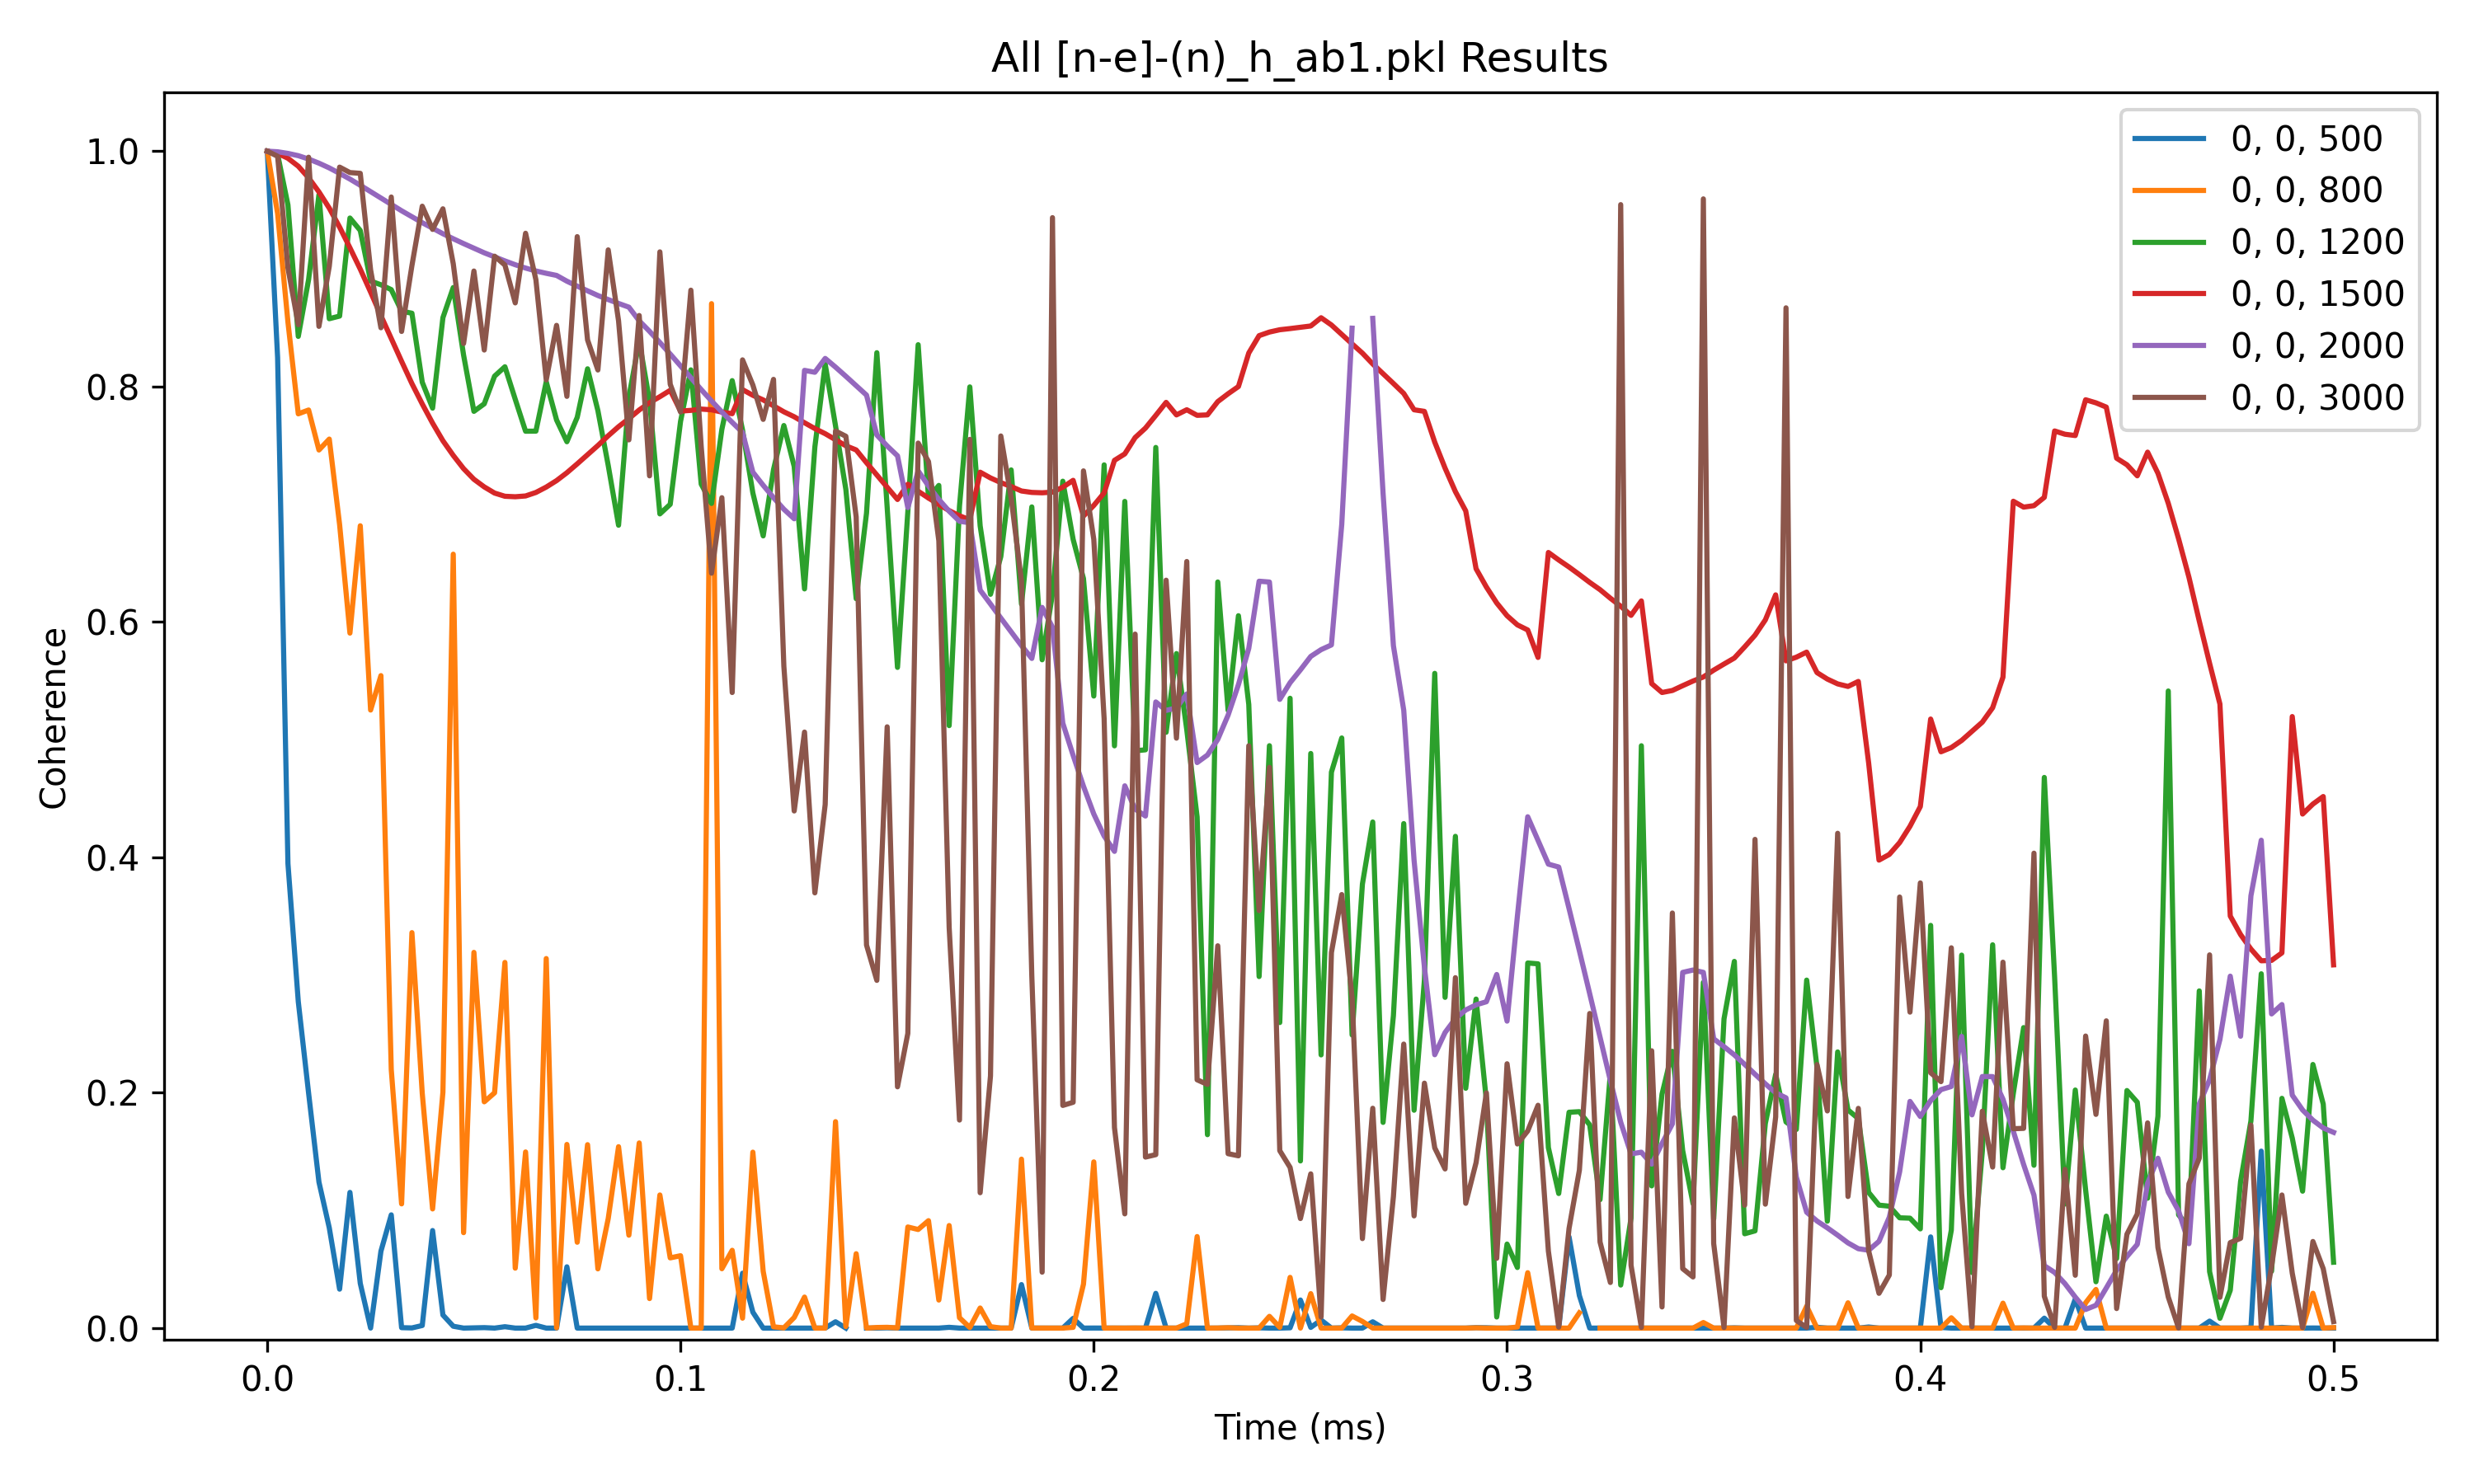 All [n-e]-(n)_h_ab1.pkl Results
0, 0, 500
0, 0, 800
0, 0, 1200
0, 0, 1500
0, 0, 2000
0, 0, 3000
Coherence
1.0
0.8
0.6
0.4
0.2
0.0
0.0 0.1 0.2 0.3 0.4 0.5
Time (ms)